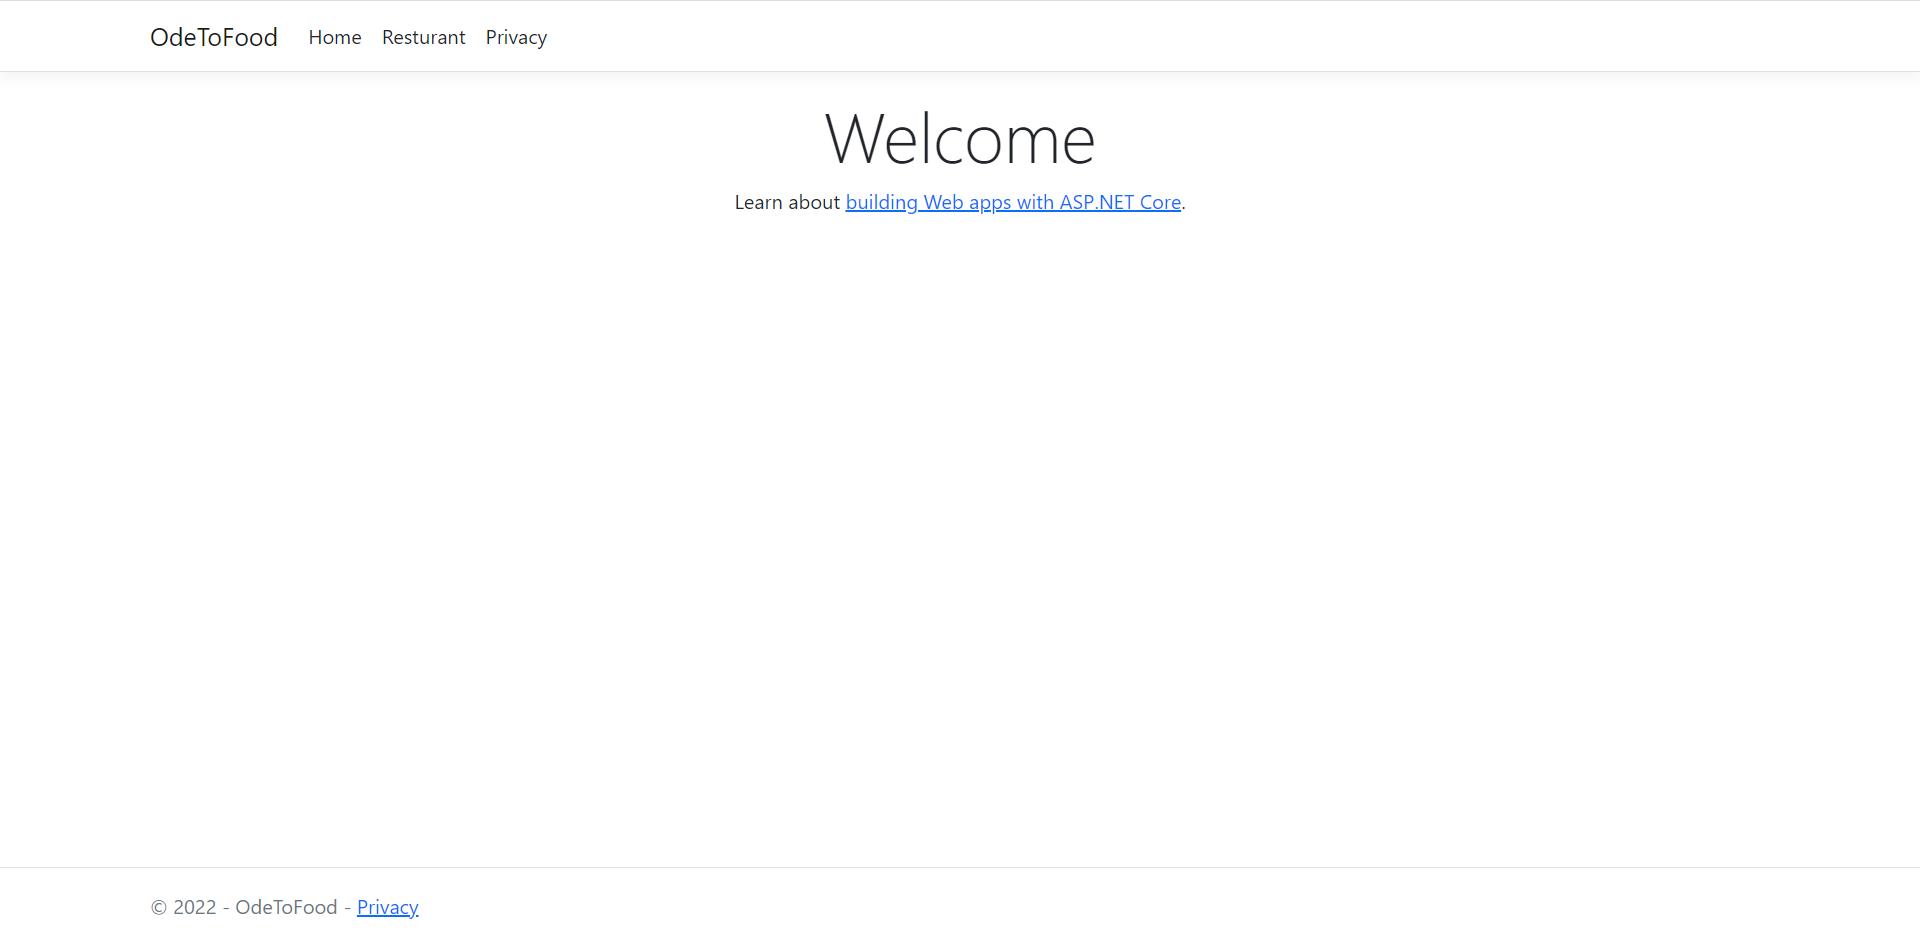 OdeToFood Home Resturant Privacy
Welcome
Learn about building Web apps with ASP.NET Core.
© 2022 - OdeToFood - Privacy